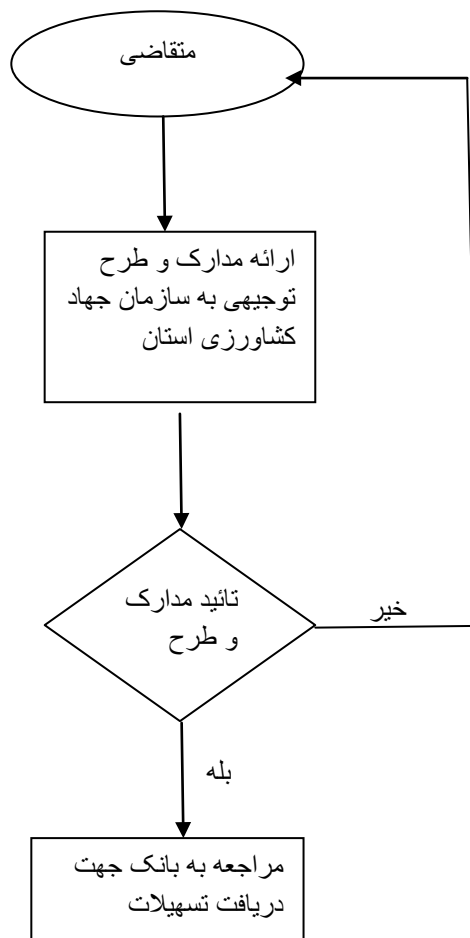 متقاضی
ارائه مدارک و طرح
توجیهی به سازمان جهاد
کشاورزی استان
تائید مدارک
و طرح
خیر
بله
مراجعه به بانک جهت
دریافت تسهیلات